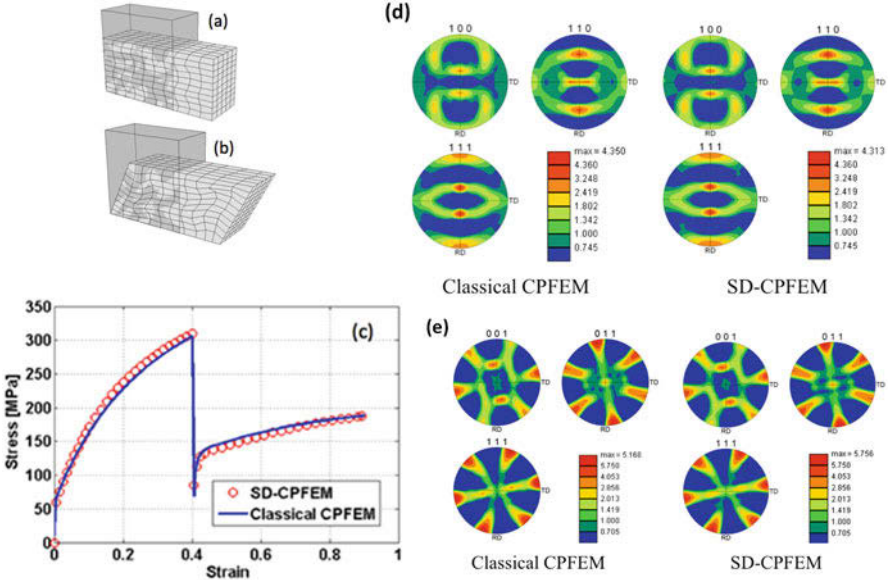 (a)
(b)
(c)
350
300
250
200
150
100
50
0
Stress [MPa]
0
0.2
0.4
0.6
0.8
1
Strain
SD-CPFEM
Classical CPFEM
(d)
1 0 0
1 1 0
TD
TD
RD
RD
1 1 1
TD
RD
max = 4.350
4.360
3.248
2.419
1.802
1.342
1.000
0.745
Classical CPFEM
1 0 0
1 1 0
TD
TD
RD
RD
1 1 1
TD
RD
max = 4.313
4.360
3.248
2.419
1.802
1.342
1.000
0.745
SD-CPFEM
(e)
0 0 1
0 1 1
TD
TD
RD
RD
1 1 1
TD
RD
max = 5.168
5.750
4.053
2.856
2.013
1.419
1.000
0.705
Classical CPFEM
0 0 1
0 1 1
TD
TD
RD
RD
1 1 1
TD
RD
max = 5.756
5.750
4.053
2.856
2.013
1.419
1.000
0.705
SD-CPFEM